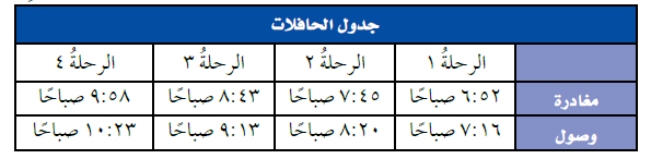 جدول الحافلات
الرحلةُ ١ الرحلةُ ٢ الرحلةُ ٣ الرحلةُ ٤
مغادرة ٦:٥٢ صباحًا ٧:٤٥ صباحًا ٨:٤٣ صباحًا ٩:٥٨ صباحًا
وصول ٧:١٦ صباحًا ٨:٢٠ صباحًا ٩:١٣ صباحًا ١٠:٢٣ صباحًا